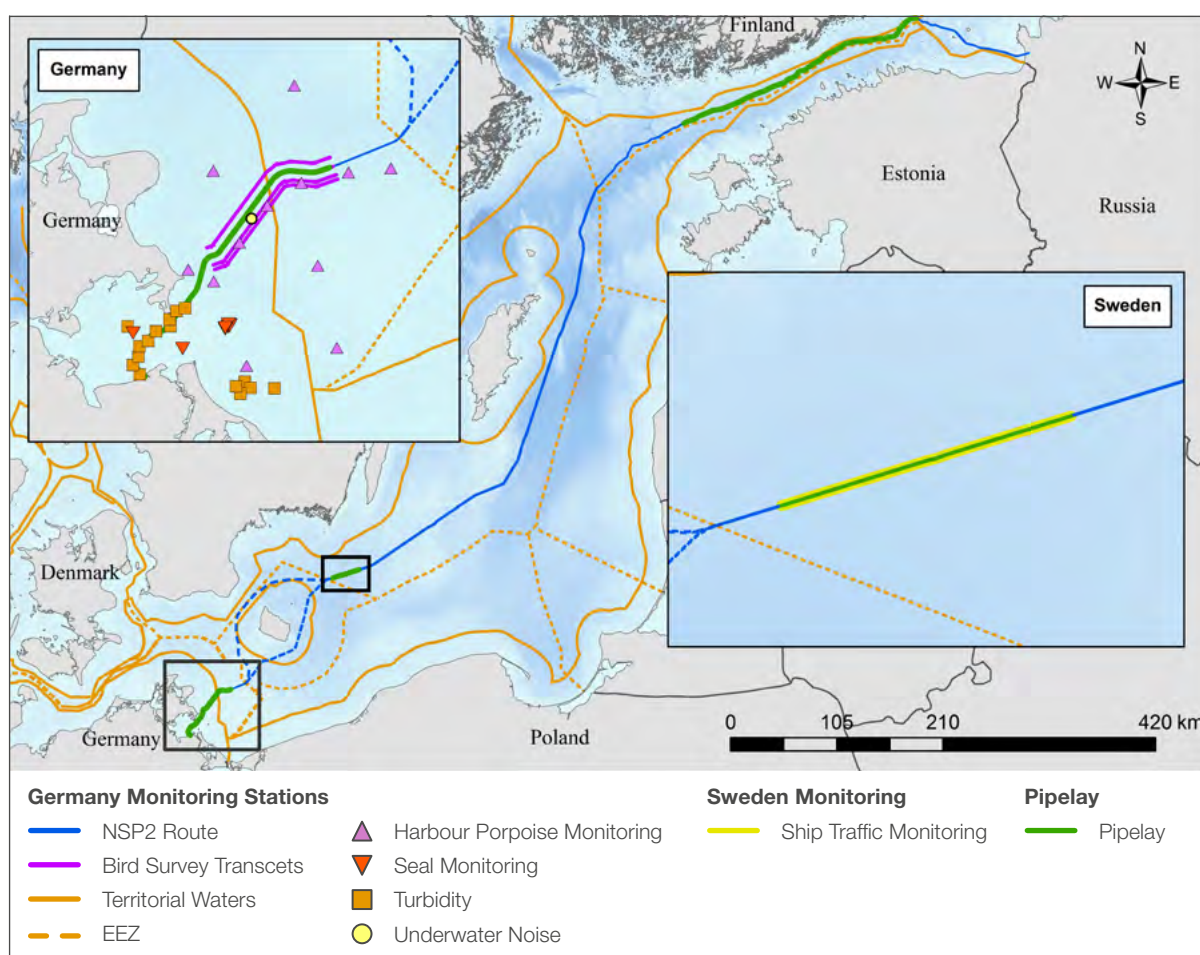 Finland
Germany
N
W E
S
Estonia
Germany
Russia
Sweden
Denmark
0 105 210 420 km
Germany
Poland
Germany Monitoring Stations
NSP2 Route
Bird Survey Transcets
Territorial Waters
EEZ
Harbour Porpoise Monitoring
Seal Monitoring
Turbidity
Underwater Noise
Sweden Monitoring
Ship Traffic Monitoring
Pipelay
Pipelay